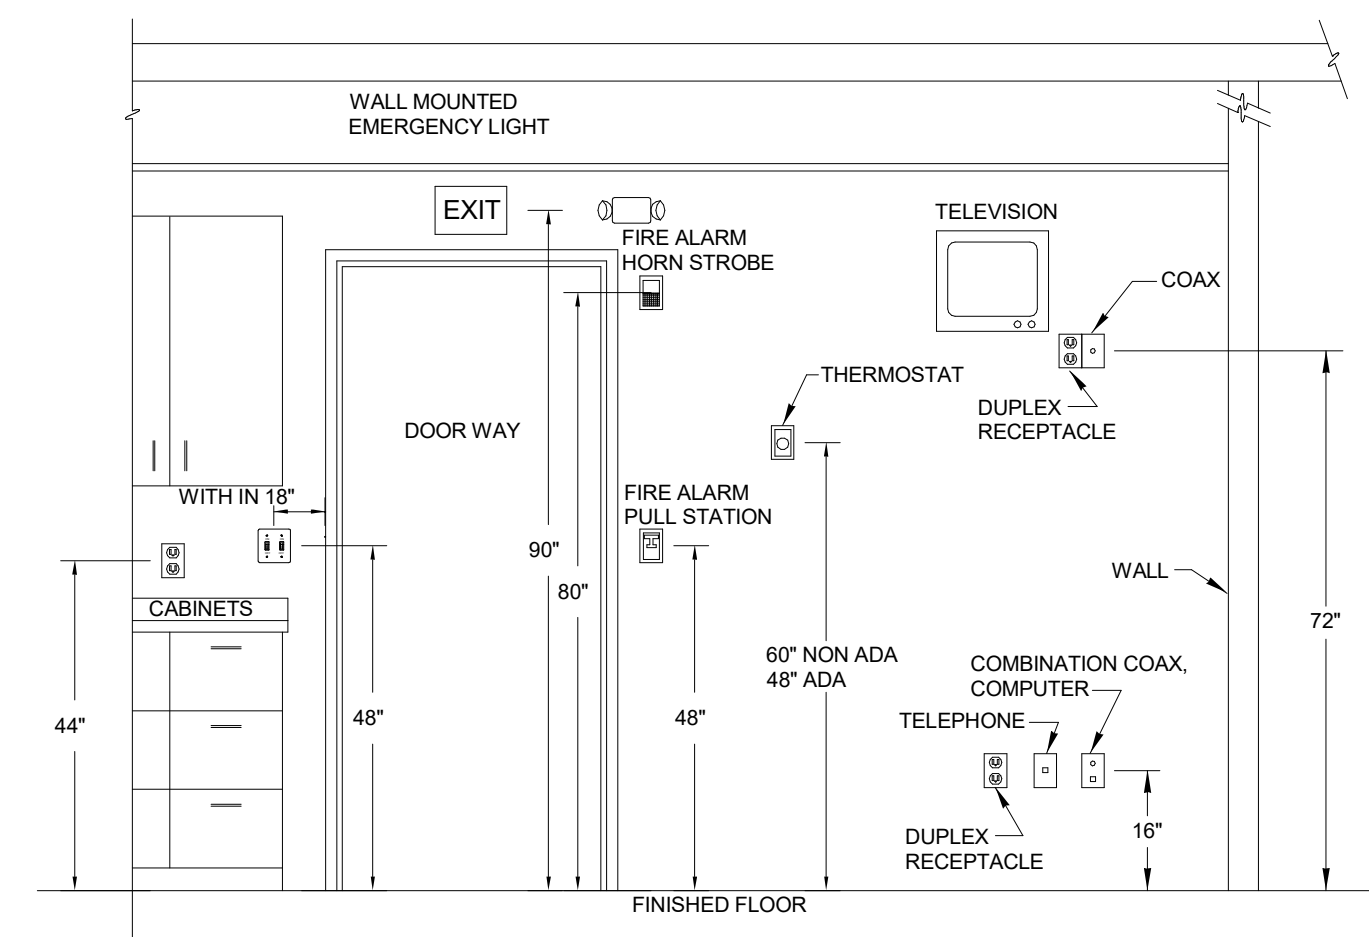 WALL MOUNTED
EMERGENCY LIGHT
EXIT
FIRE ALARM
HORN STROBE
TELEVISION
COAX
THERMOSTAT
DUPLEX
RECEPTACLE
DOOR WAY
WITH IN 18"
FIRE ALARM
PULL STATION
90"
80"
WALL
CABINETS
72"
60" NON ADA
48" ADA
COMBINATION COAX,
COMPUTER
TELEPHONE
44"
48"
48"
16"
DUPLEX
RECEPTACLE
FINISHED FLOOR